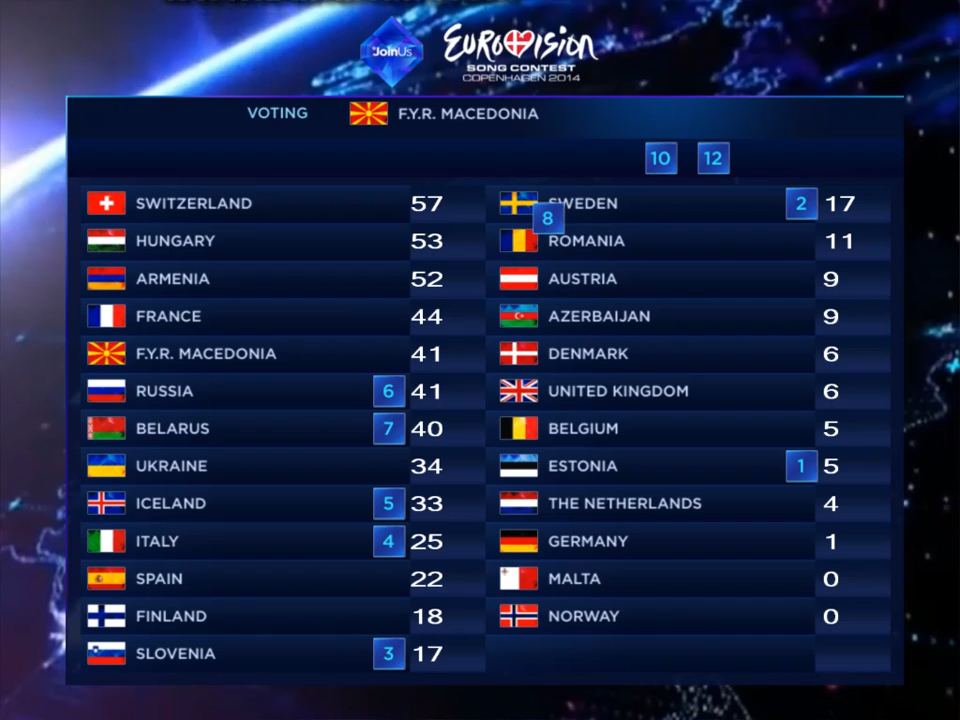 #JoinUs
EUROVISION
SONG CONTEST
COPENHAGEN 2014
VOTING F.Y.R. MACEDONIA
10 12
SWITZERLAND 57
HUNGARY 53
ARMENIA 52
FRANCE 44
F.Y.R. MACEDONIA 41
RUSSIA 6 41
BELARUS 7 40
UKRAINE 34
ICELAND 5 33
ITALY 4 25
SPAIN 22
FINLAND 18
SLOVENIA 3 17
SWEDEN 2 17
8
ROMANIA 11
AUSTRIA 9
AZERBAIJAN 9
DENMARK 6
UNITED KINGDOM 6
BELGIUM 5
ESTONIA 1 5
THE NETHERLANDS 4
GERMANY 1
MALTA 0
NORWAY 0